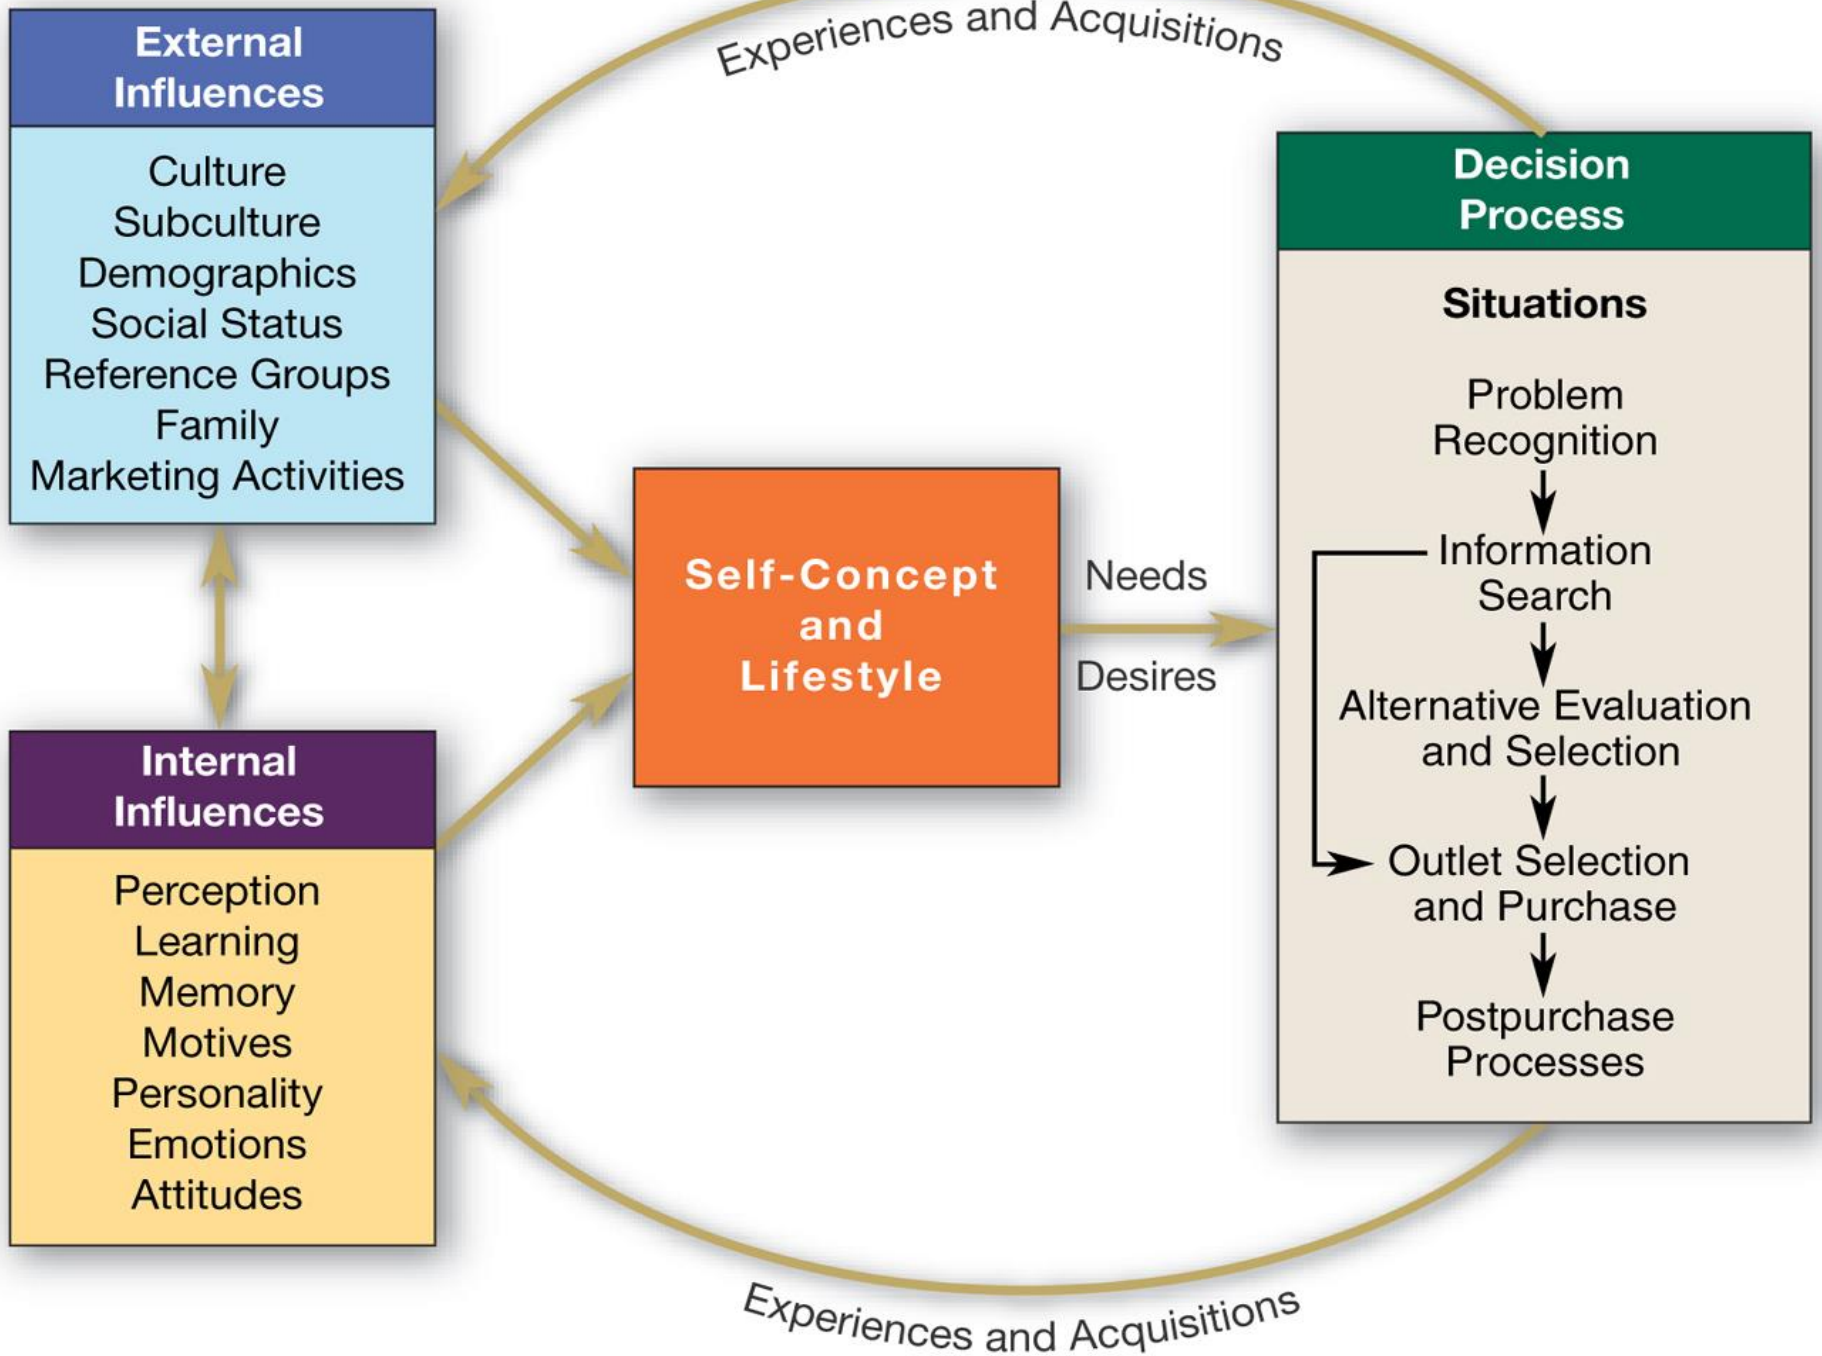 Experiences and Acquisitions
External
Influences
Culture
Subculture
Demographics
Social Status
Reference Groups
Family
Marketing Activities
Internal
Influences
Perception
Learning
Memory
Motives
Personality
Emotions
Attitudes
Self-Concept
and
Lifestyle
Needs
Desires
Decision
Process
Situations
Problem
Recognition
Information
Search
Alternative Evaluation
and Selection
Outlet Selection
and Purchase
Postpurchase
Processes
Experiences and Acquisitions